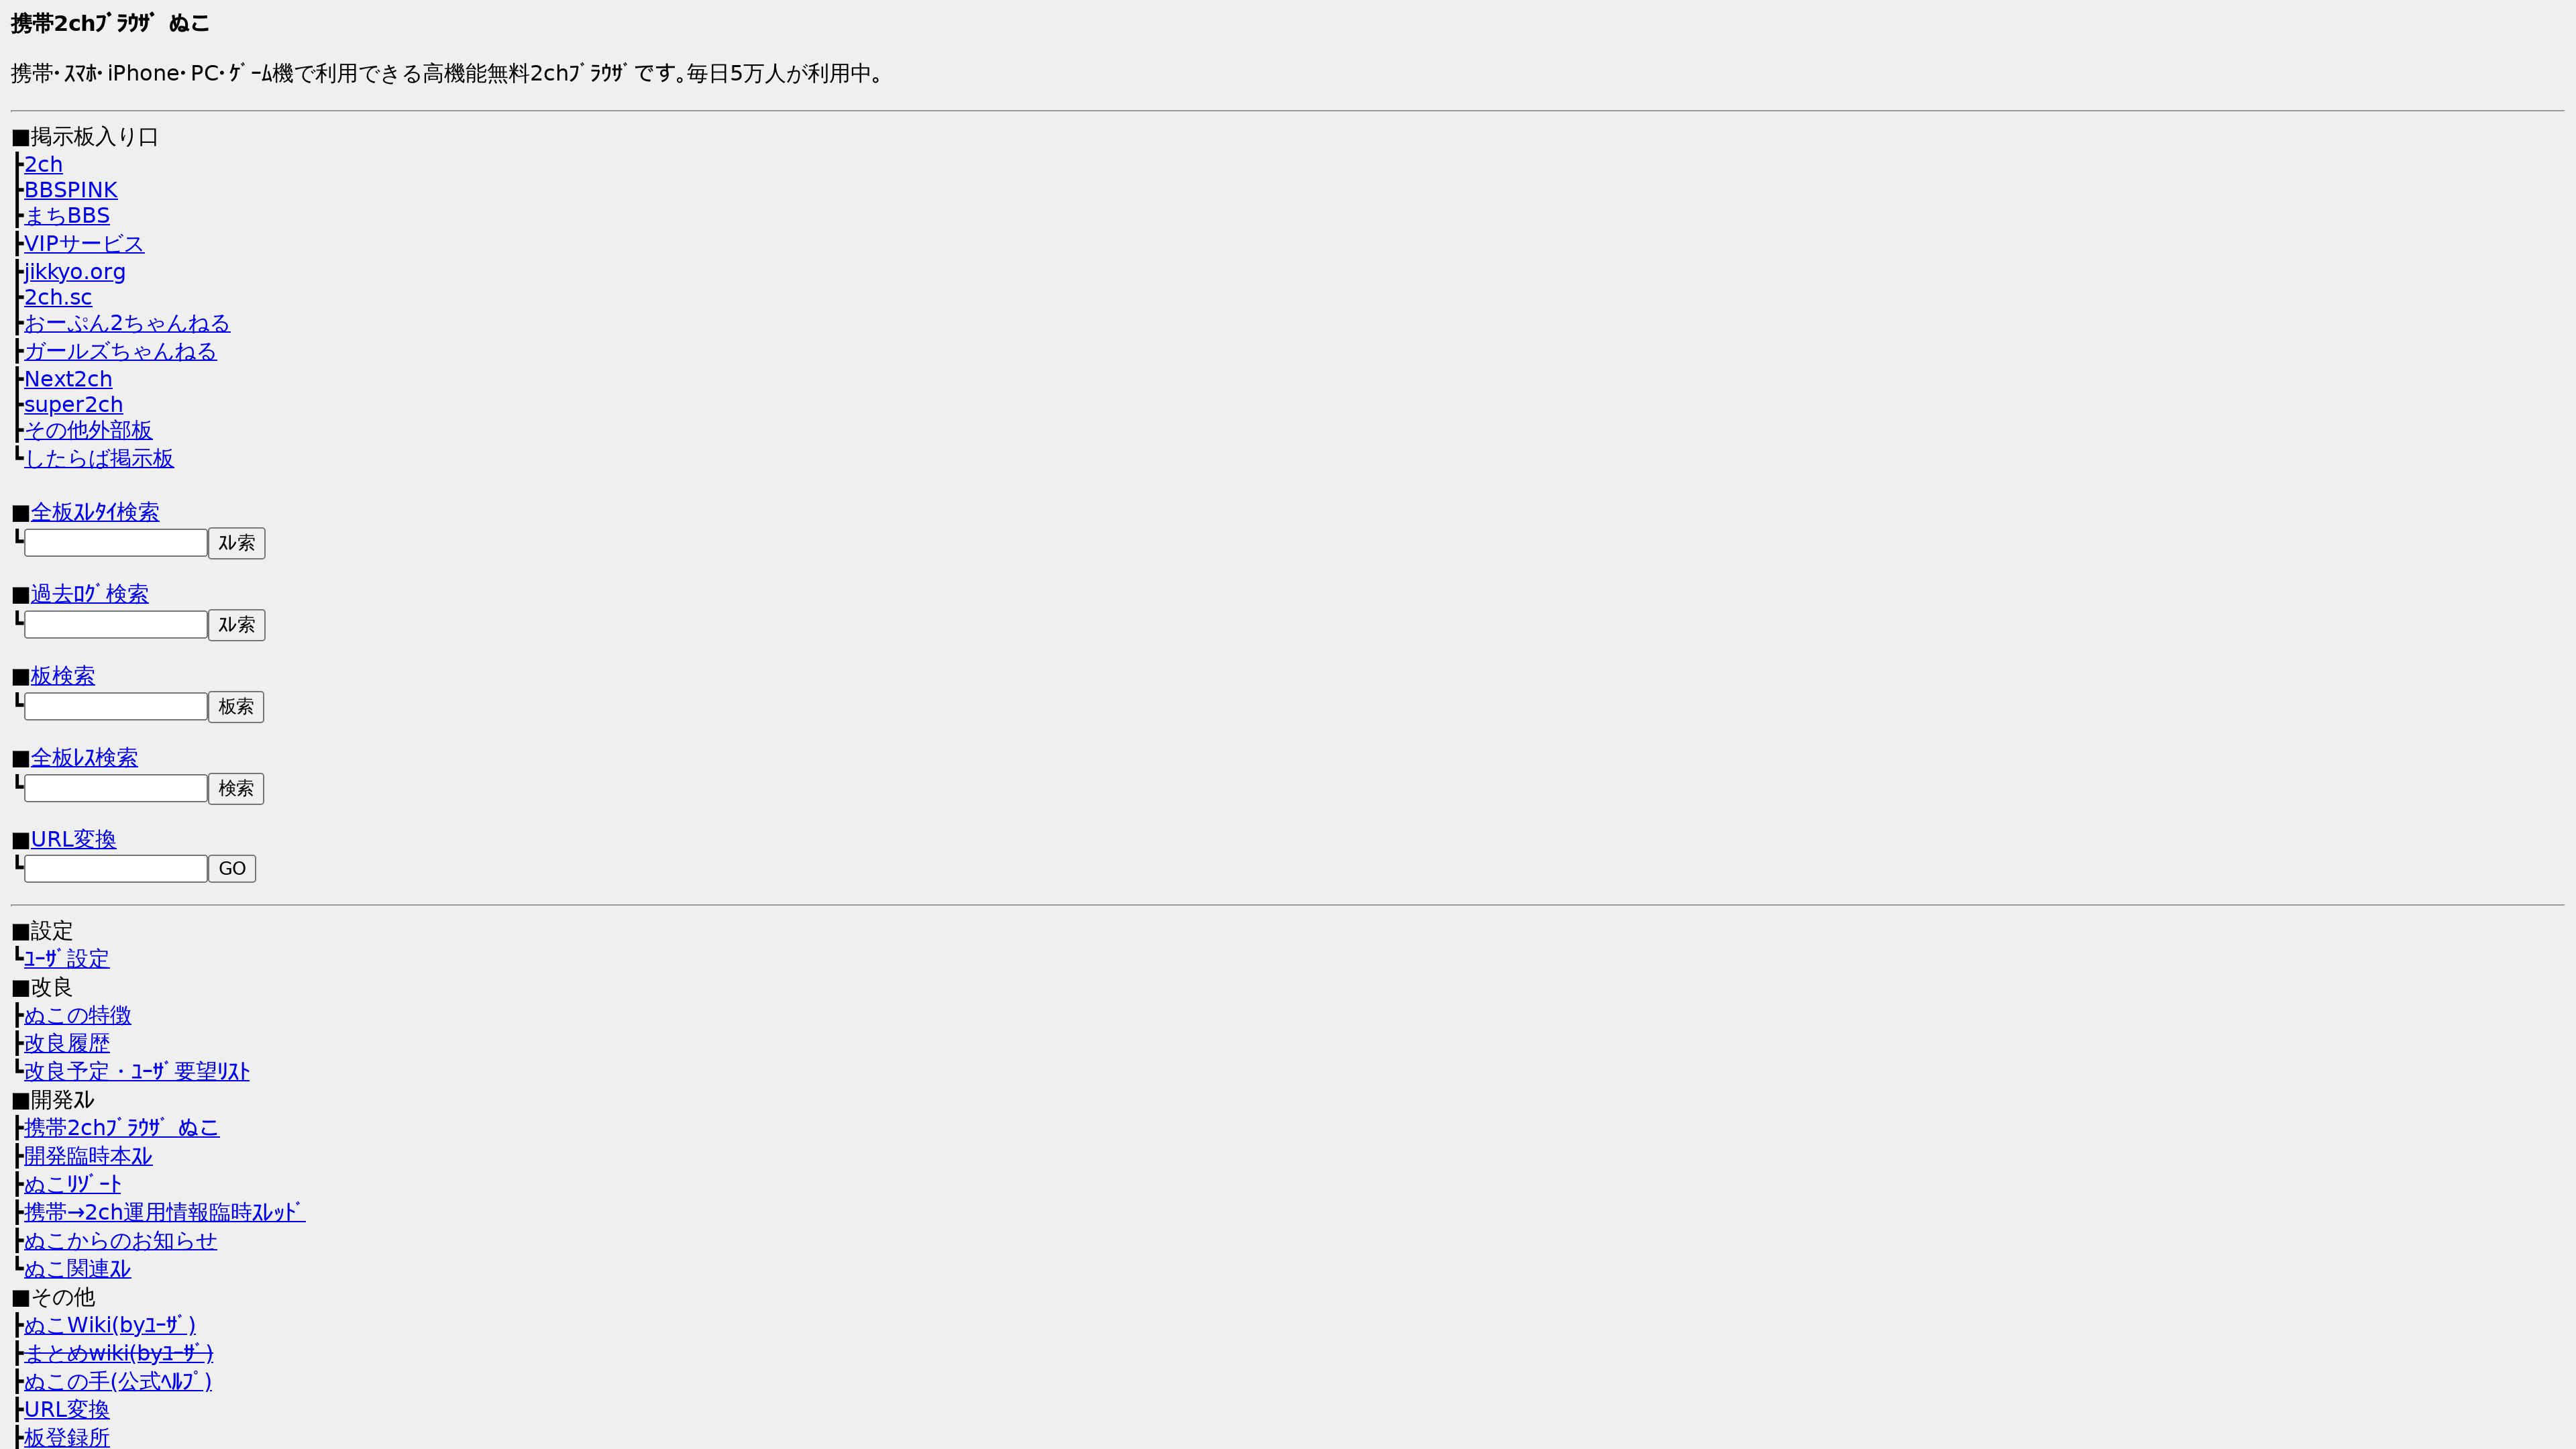 携帯2chﾌﾞﾗｳｻﾞ ぬこ
携帯･ｽﾏﾎ･iPhone･PC･ｹﾞｰﾑ機で利用できる高機能無料2chﾌﾞﾗｳｻﾞです｡毎日5万人が利用中｡
■掲示板入り口
┣2ch
┣BBSPINK
┣まちBBS
┣VIPサービス
┣jikkyo.org
┣2ch.sc
┣おーぷん2ちゃんねる
┣ガールズちゃんねる
┣Next2ch
┣super2ch
┣その他外部板
┗したらば掲示板
■全板ｽﾚﾀｲ検索
┗ｽﾚ索
■過去ﾛｸﾞ検索
┗ｽﾚ索
■板検索
┗板索
■全板ﾚｽ検索
┗検索
■URL変換
┗GO
■設定
┗ﾕｰｻﾞ設定
■改良
┣ぬこの特徴
┣改良履歴
┗改良予定・ﾕｰｻﾞ要望ﾘｽﾄ
■開発ｽﾚ
┣携帯2chﾌﾞﾗｳｻﾞ ぬこ
┣開発臨時本ｽﾚ
┣ぬこﾘｿﾞｰﾄ
┣携帯→2ch運用情報臨時ｽﾚｯﾄﾞ
┣ぬこからのお知らせ
┗ぬこ関連ｽﾚ
■その他
┣ぬこWiki(byﾕｰｻﾞ)
┣まとめwiki(byﾕｰｻﾞ)
┣ぬこの手(公式ﾍﾙﾌﾟ)
┣URL変換
┣板登録所